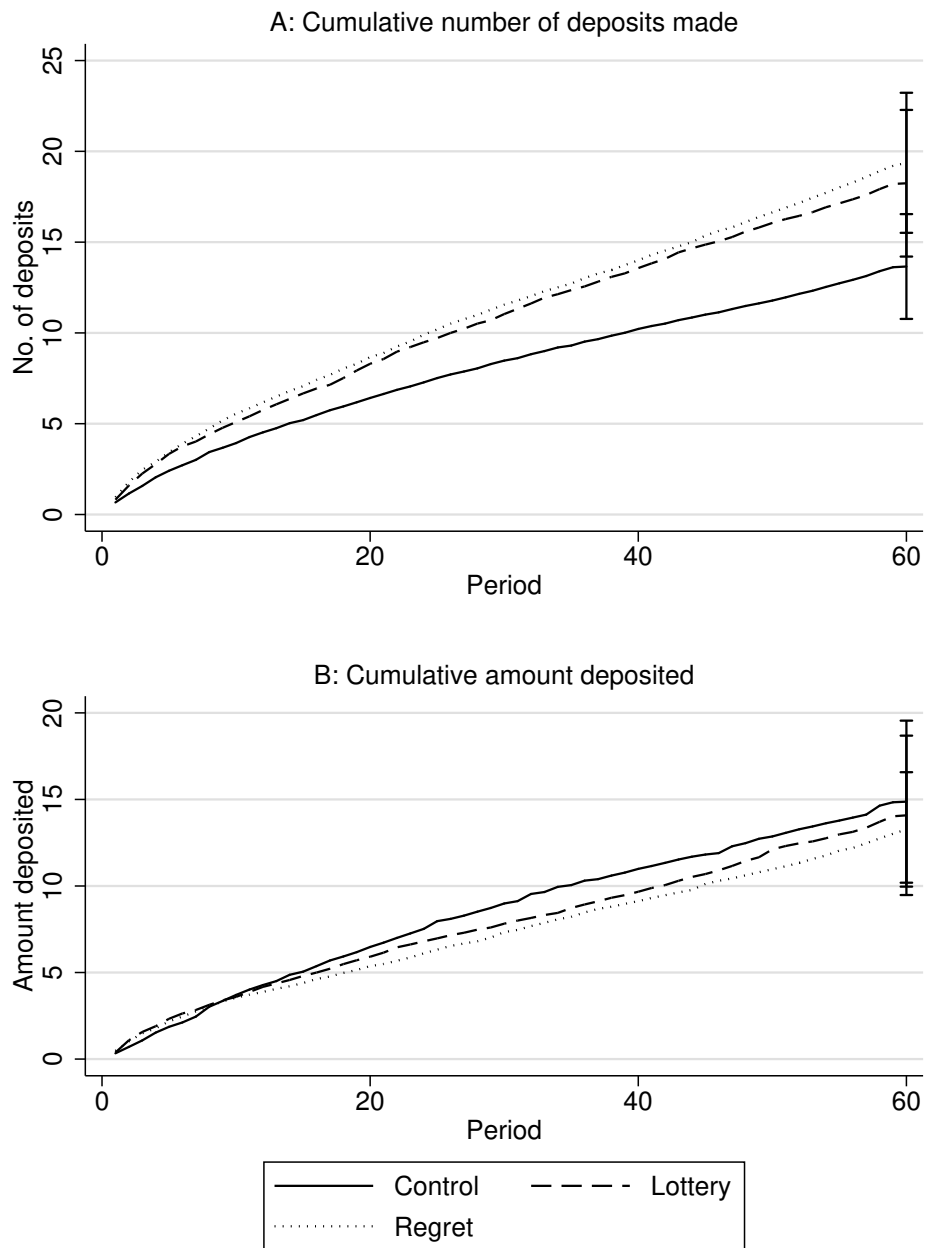 A: Cumulative number of deposits made
25
20
15
10
5
0
No. of deposits
0 20 40 60
Period
B: Cumulative amount deposited
20
15
10
5
0
Amount deposited
0 20 40 60
Period
Control Lottery
Regret